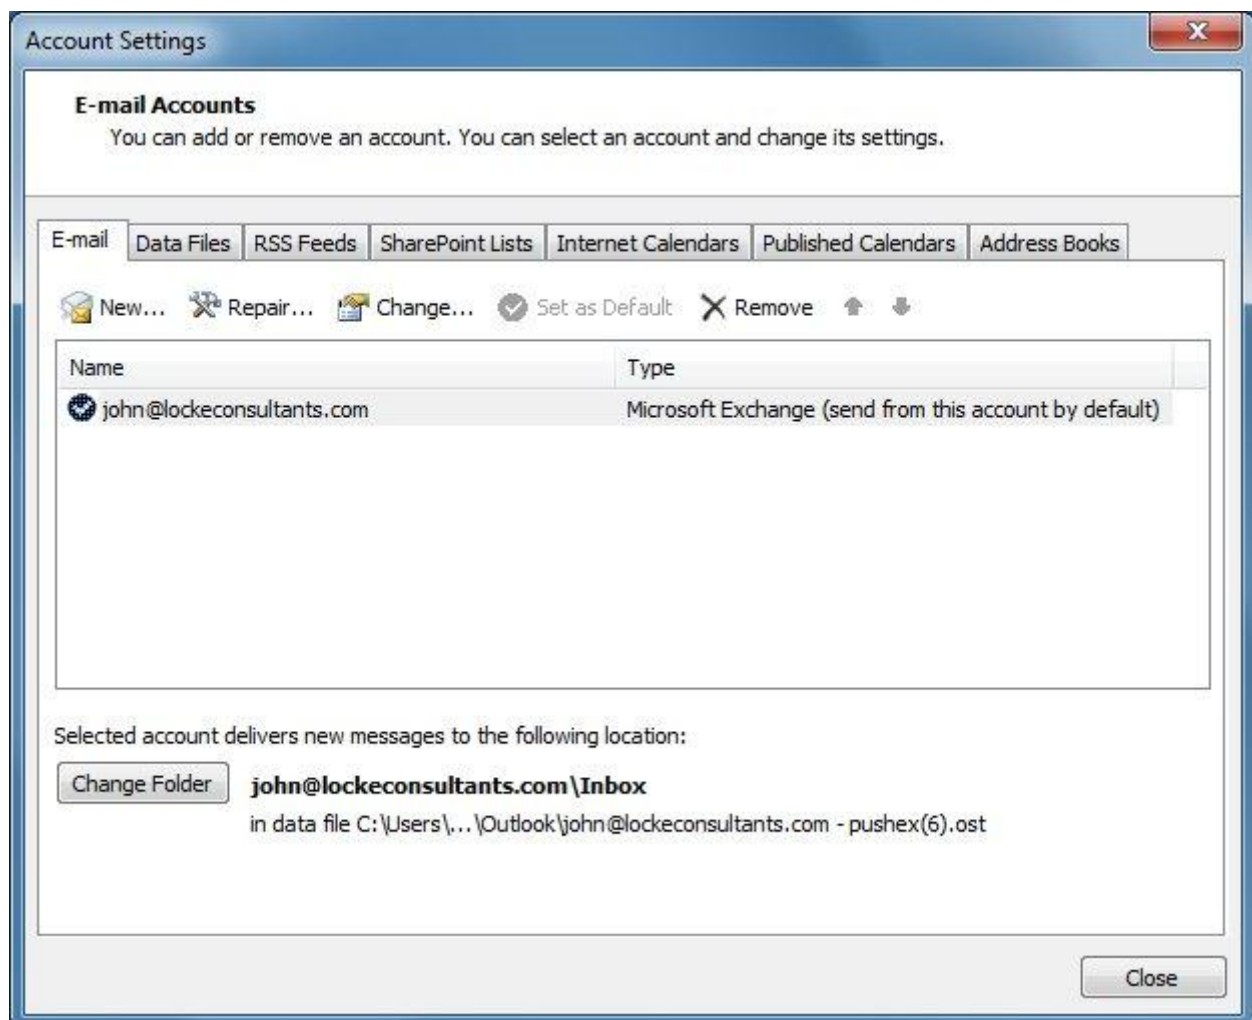 Account Settings
E-mail Accounts
You can add or remove an account. You can select an account and change its settings.
E-mail Data Files RSS Feeds SharePoint Lists Internet Calendars Published Calendars Address Books
New... Repair... Change... Set as Default Remove
Name Type
john@lockeconsultants.com Microsoft Exchange (send from this account by default)
Selected account delivers new messages to the following location:
Change Folder john@lockeconsultants.com\Inbox
in data file C:\Users\...\Outlook\john@lockeconsultants.com - pushex(6).ost
Close